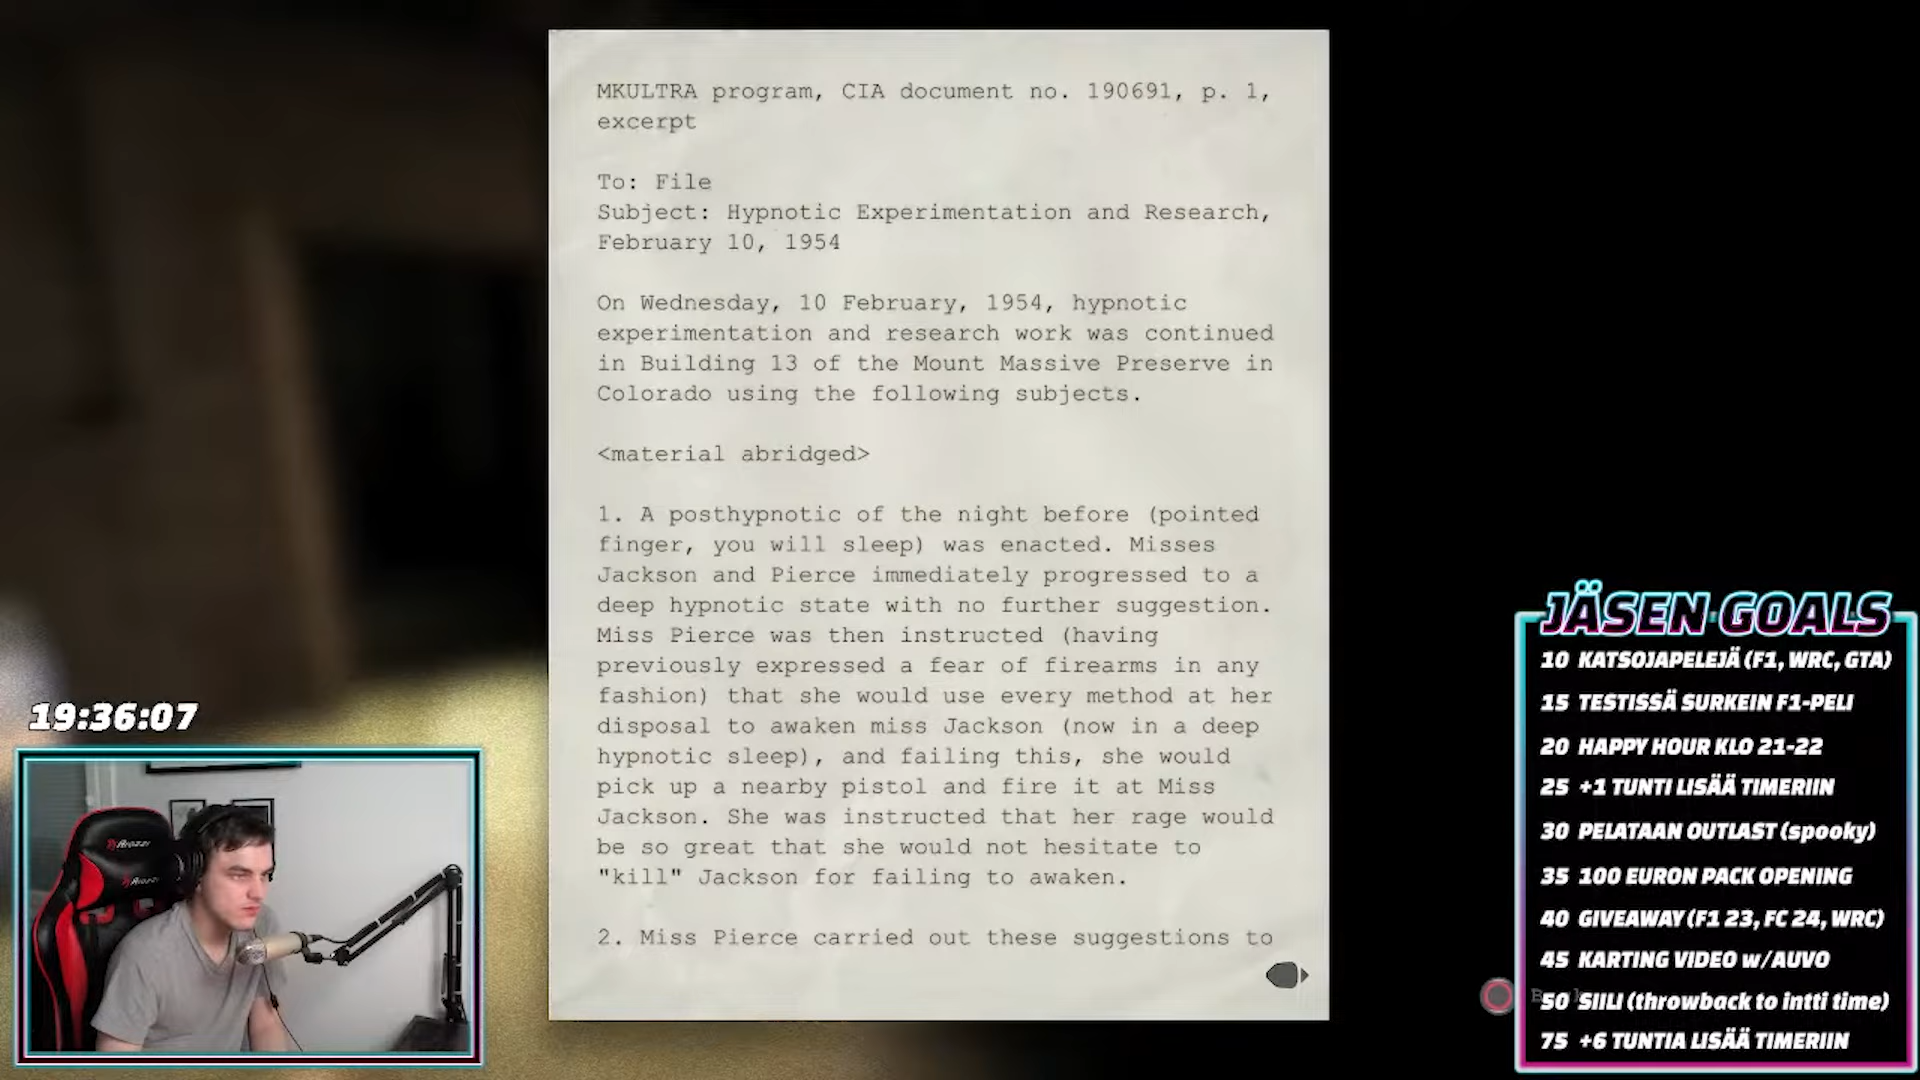 MKULTRA program, CIA document no. 190691, p. 1,
excerpt
To: File
Subject: Hypnotic Experimentation and Research,
February 10, 1954
On Wednesday, 10 February, 1954, hypnotic
experimentation and research work was continued
in Building 13 of the Mount Massive Preserve in
Colorado using the following subjects.
<material abridged>
1. A posthypnotic of the night before (pointed
finger, you will sleep) was enacted. Misses
Jackson and Pierce immediately progressed to a
deep hypnotic state with no further suggestion.
Miss Pierce was then instructed (having
previously expressed a fear of firearms in any
fashion) that she would use every method at her
disposal to awaken miss Jackson (now in a deep
hypnotic sleep), and failing this, she would
pick up a nearby pistol and fire it at Miss
Jackson. She was instructed that her rage would
be so great that she would not hesitate to
"kill" Jackson for failing to awaken.
2. Miss Pierce carried out these suggestions to
19:36:07
Arozzi
Arozzi
JÄSEN GOALS
10 KATSOJAPELEJÄ (F1, WRC, GTA)
15 TESTISSÄ SURKEIN F1-PELI
20 HAPPY HOUR KLO 21-22
25 +1 TUNTI LISÄÄ TIMERIIN
30 PELATAAN OUTLAST (spooky)
35 100 EURON PACK OPENING
40 GIVEAWAY (F1 23, FC 24, WRC)
45 KARTING VIDEO w/AUVO
50 SIILI (throwback to intti time)
75 +6 TUNTIA LISÄÄ TIMERIIN